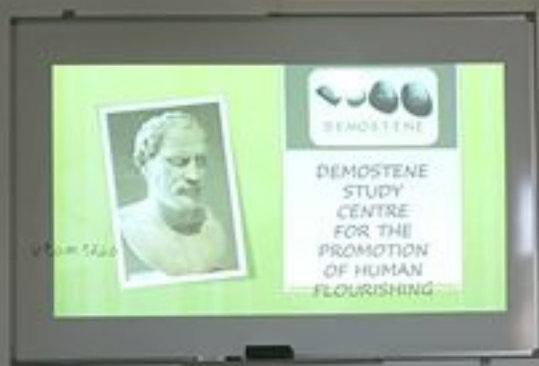 DEMOSTENE
DEMOSTENE
STUDY
CENTRE
FOR THE
PROMOTION
OF HUMAN
FLOURISHING